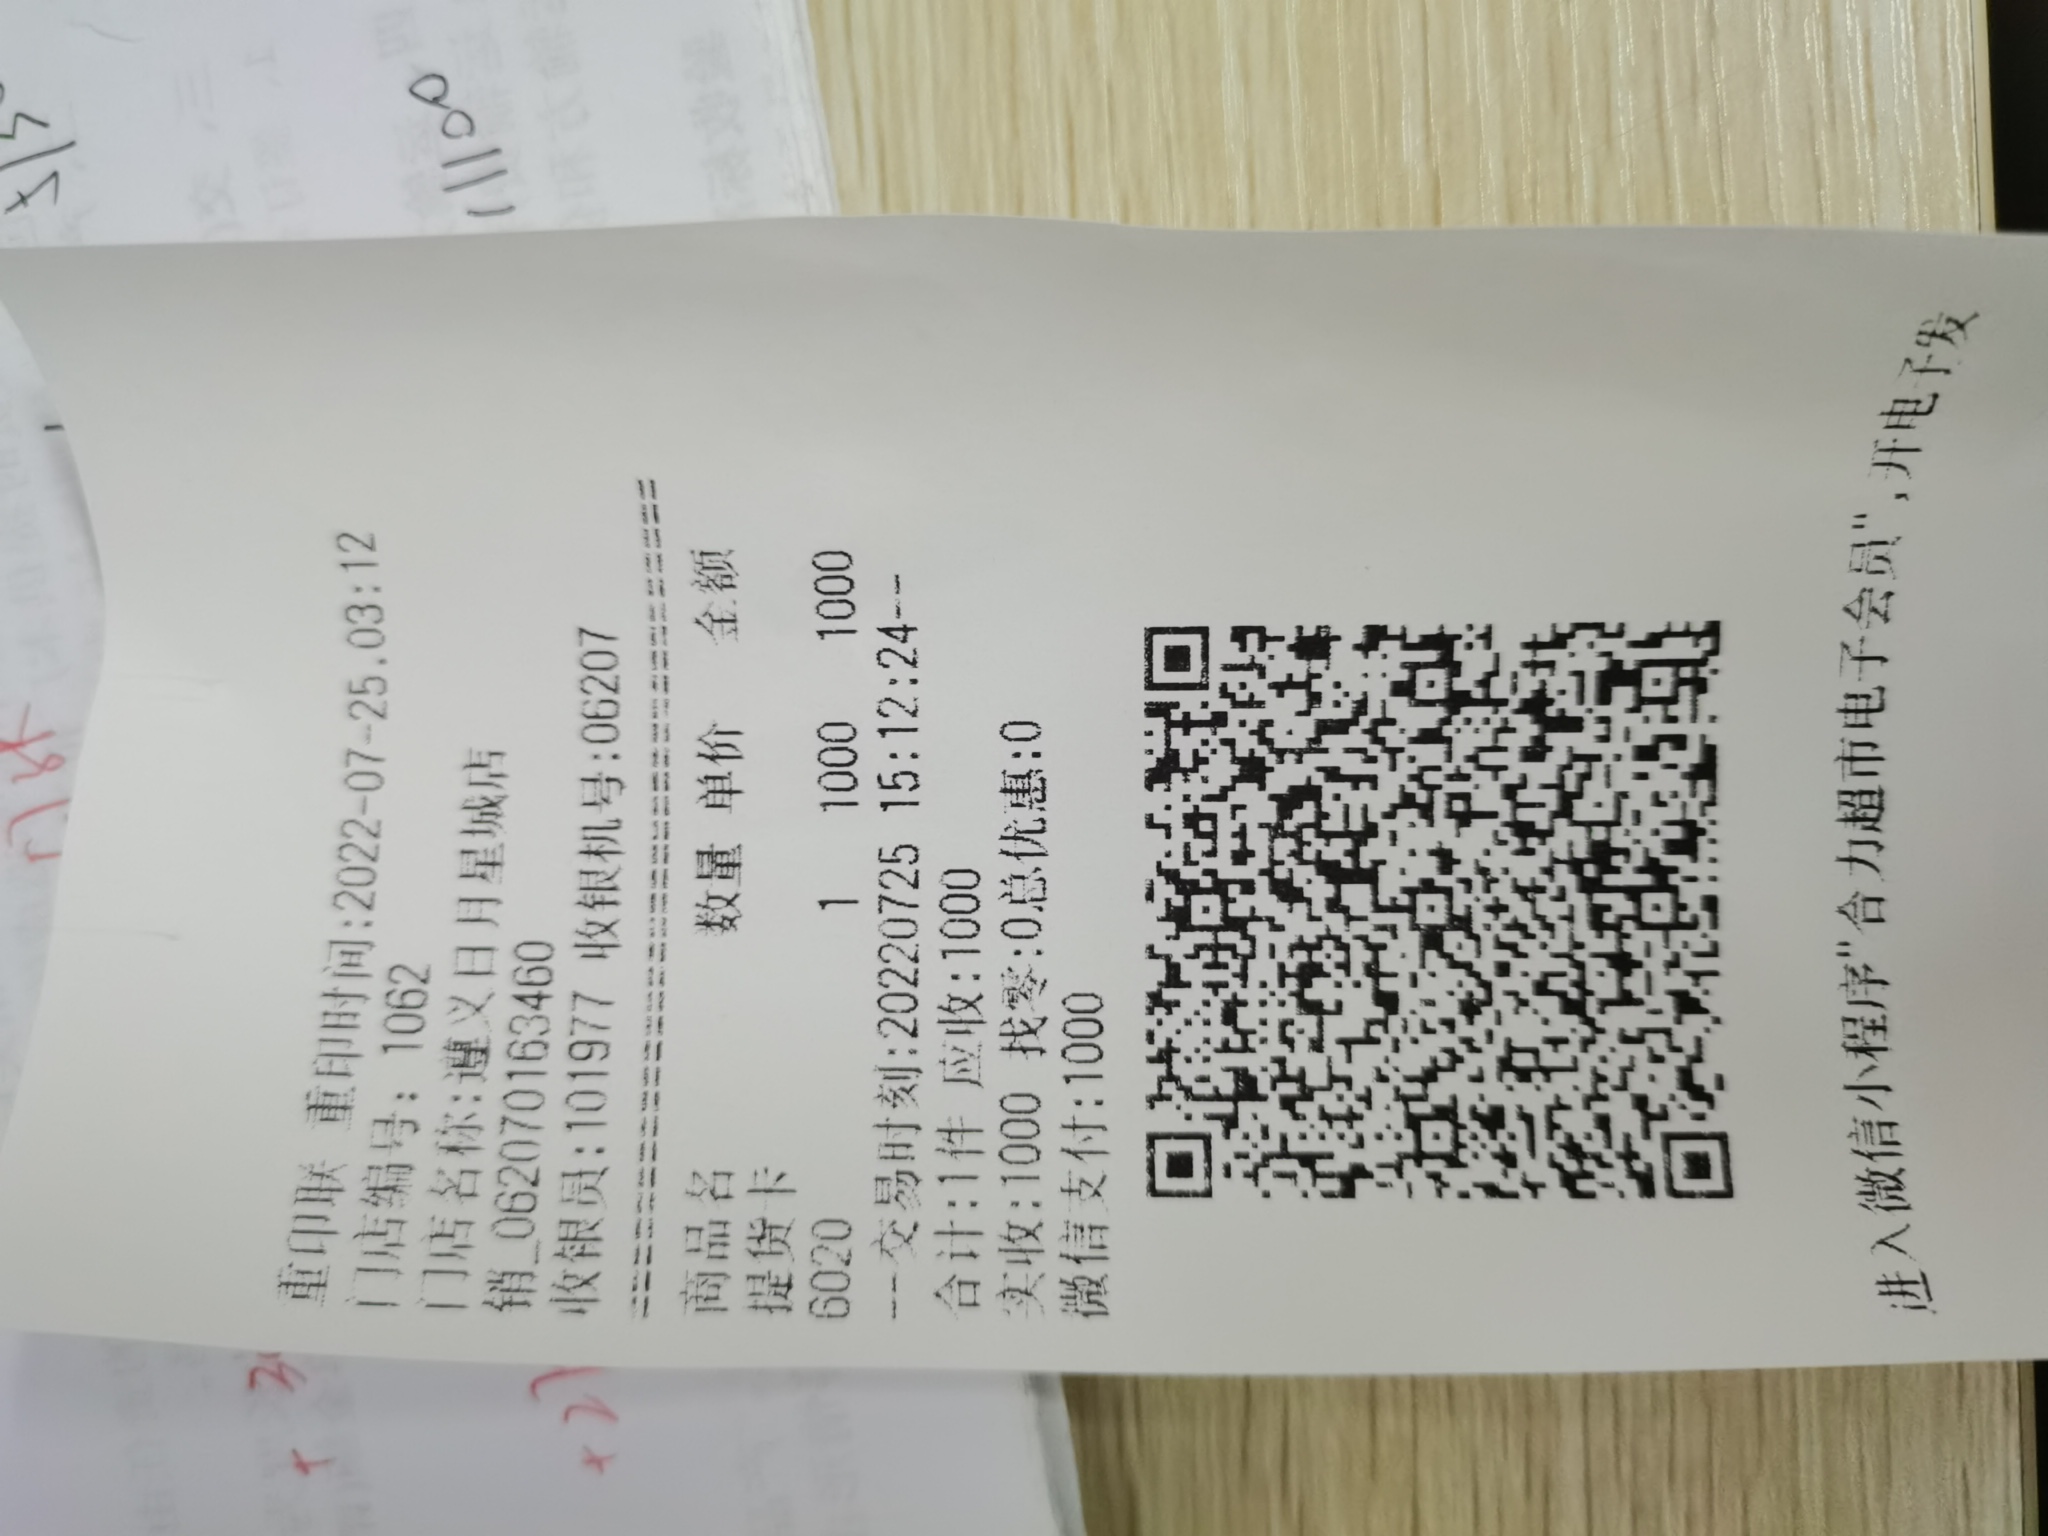 重印联 重印时间:2022-07-25.03:12
门店编号: 1062
门店名称:遵义日月星城店
销_062070163460
收银员:101977 收银机号:06207
商品名 数量 单价 金额
提货卡
6020 1 1000 1000
--交易时刻:20220725 15:12:24--
合计:1件 应收:1000
实收:1000 找零:0总优惠:0
微信支付:1000
进入微信小程序"合力超市电子会员",开电子发
11100